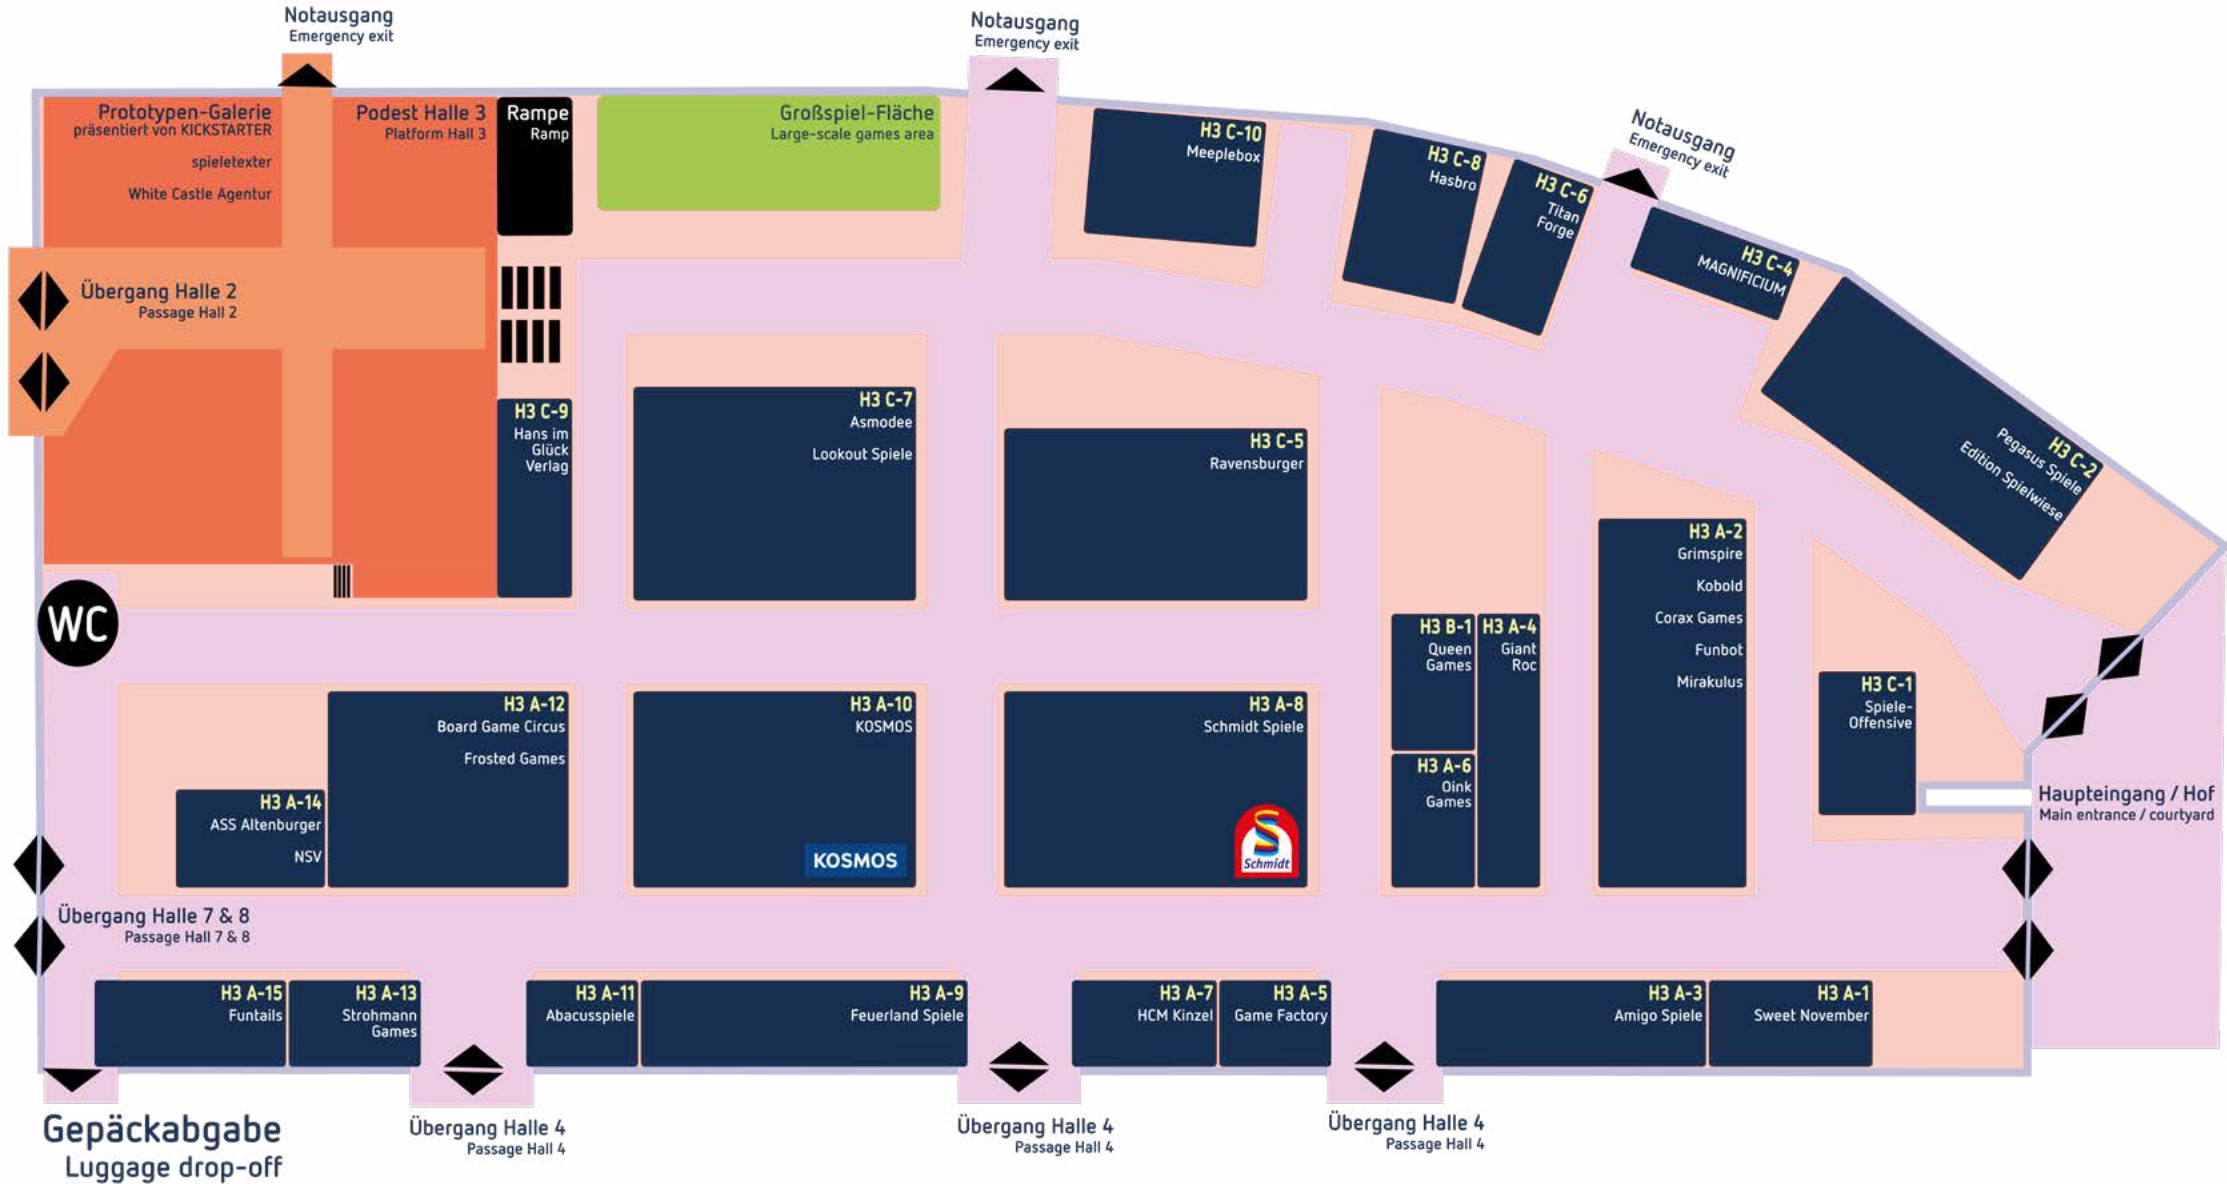 Notausgang
Emergency exit
Notausgang
Emergency exit
Notausgang
Emergency exit
Prototypen-Galerie
präsentiert von KICKSTARTER
spieletexter
White Castle Agentur
Podest Halle 3
Platform Hall 3
Rampe
Ramp
Großspiel-Fläche
Large-scale games area
H3 C-10
Meeplebox
H3 C-8
Hasbro
H3 C-6
Titan
Forge
H3 C-4
MAGNIFICIUM
H3 C-2
Pegasus Spiele
Edition Spielwiese
Übergang Halle 2
Passage Hall 2
H3 C-9
Hans im
Glück
Verlag
H3 C-7
Asmodee
Lookout Spiele
H3 C-5
Ravensburger
H3 A-2
Grimspire
Kobold
Corax Games
Funbot
Mirakulus
WC
H3 B-1
Queen
Games
H3 A-4
Giant
Roc
H3 C-1
Spiele-
Offensive
H3 A-12
Board Game Circus
Frosted Games
H3 A-10
KOSMOS
KOSMOS
H3 A-8
Schmidt Spiele
Schmidt
H3 A-6
Oink
Games
H3 A-14
ASS Altenburger
NSV
Haupteingang / Hof
Main entrance / courtyard
Übergang Halle 7 & 8
Passage Hall 7 & 8
H3 A-15
Funtails
H3 A-13
Strohmann
Games
H3 A-11
Abacusspiele
H3 A-9
Feuerland Spiele
H3 A-7
HCM Kinzel
H3 A-5
Game Factory
H3 A-3
Amigo Spiele
H3 A-1
Sweet November
Gepäckabgabe
Luggage drop-off
Übergang Halle 4
Passage Hall 4
Übergang Halle 4
Passage Hall 4
Übergang Halle 4
Passage Hall 4